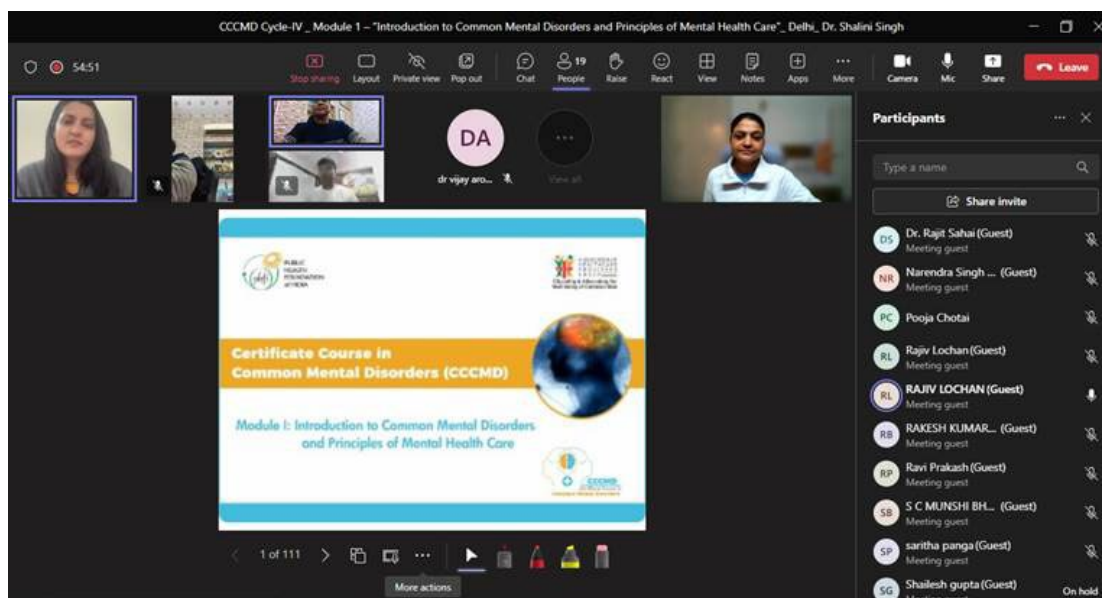 CCCMD Cycle-IV _ Module 1 – "Introduction to Common Mental Disorders and Principles of Mental Health Care"_ Delhi_ Dr. Shalini Singh
54:51
Stop sharing Layout Private view Pop out Chat 19 People Raise React View Notes Apps More Camera Mic Share Leave
DA
dr vijay aro...
View all
PUBLIC
HEALTH
FOUNDATION
OF INDIA
Certificate Course in
Common Mental Disorders (CCCMD)
Module I: Introduction to Common Mental Disorders
and Principles of Mental Health Care
CCCMD
1 of 111
More actions
Participants
Type a name
Share invite
DS Dr. Rajit Sahai (Guest)
Meeting guest
NR Narendra Singh ... (Guest)
Meeting guest
PC Pooja Chotai
RL Rajiv Lochan (Guest)
Meeting guest
RL RAJIV LOCHAN (Guest)
Meeting guest
RB RAKESH KUMAR... (Guest)
Meeting guest
RP Ravi Prakash (Guest)
Meeting guest
SB S C MUNSHI BH... (Guest)
Meeting guest
SP saritha panga (Guest)
Meeting guest
SG Shailesh gupta (Guest) On hold
Meeting guest